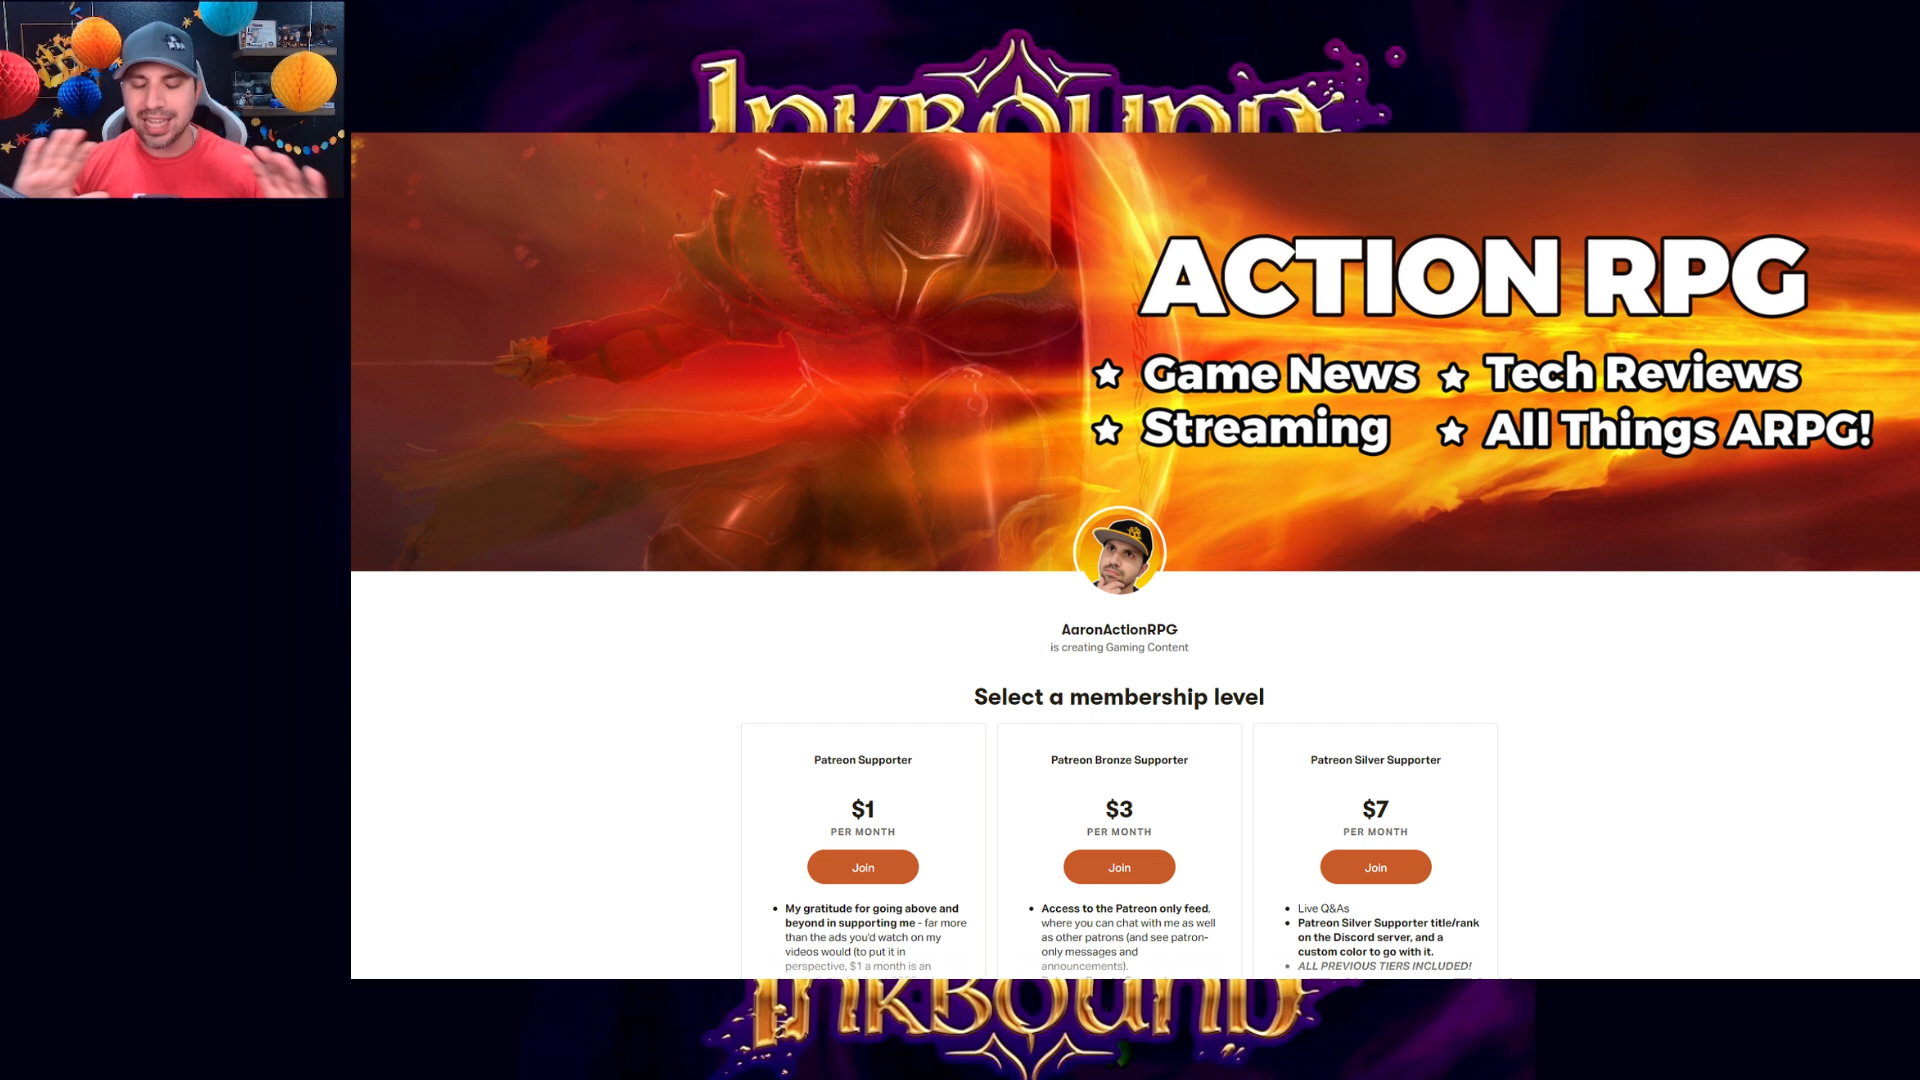 INKBOUND
ACTION RPG
Game News
Tech Reviews
Streaming
All Things ARPG!
AaronActionRPG
is creating Gaming Content
Select a membership level
Patreon Supporter
$1
PER MONTH
Join
My gratitude for going above and
beyond in supporting me - far more
than the ads you'd watch on my
videos would (to put it in
perspective, $1 a month is an
Patreon Bronze Supporter
$3
PER MONTH
Join
Access to the Patreon only feed,
where you can chat with me as well
as other patrons (and see patron-
only messages and
announcements).
Patreon Silver Supporter
$7
PER MONTH
Join
Live Q&As
Patreon Silver Supporter title/rank
on the Discord server, and a
custom color to go with it.
ALL PREVIOUS TIERS INCLUDED!
INKBOUND